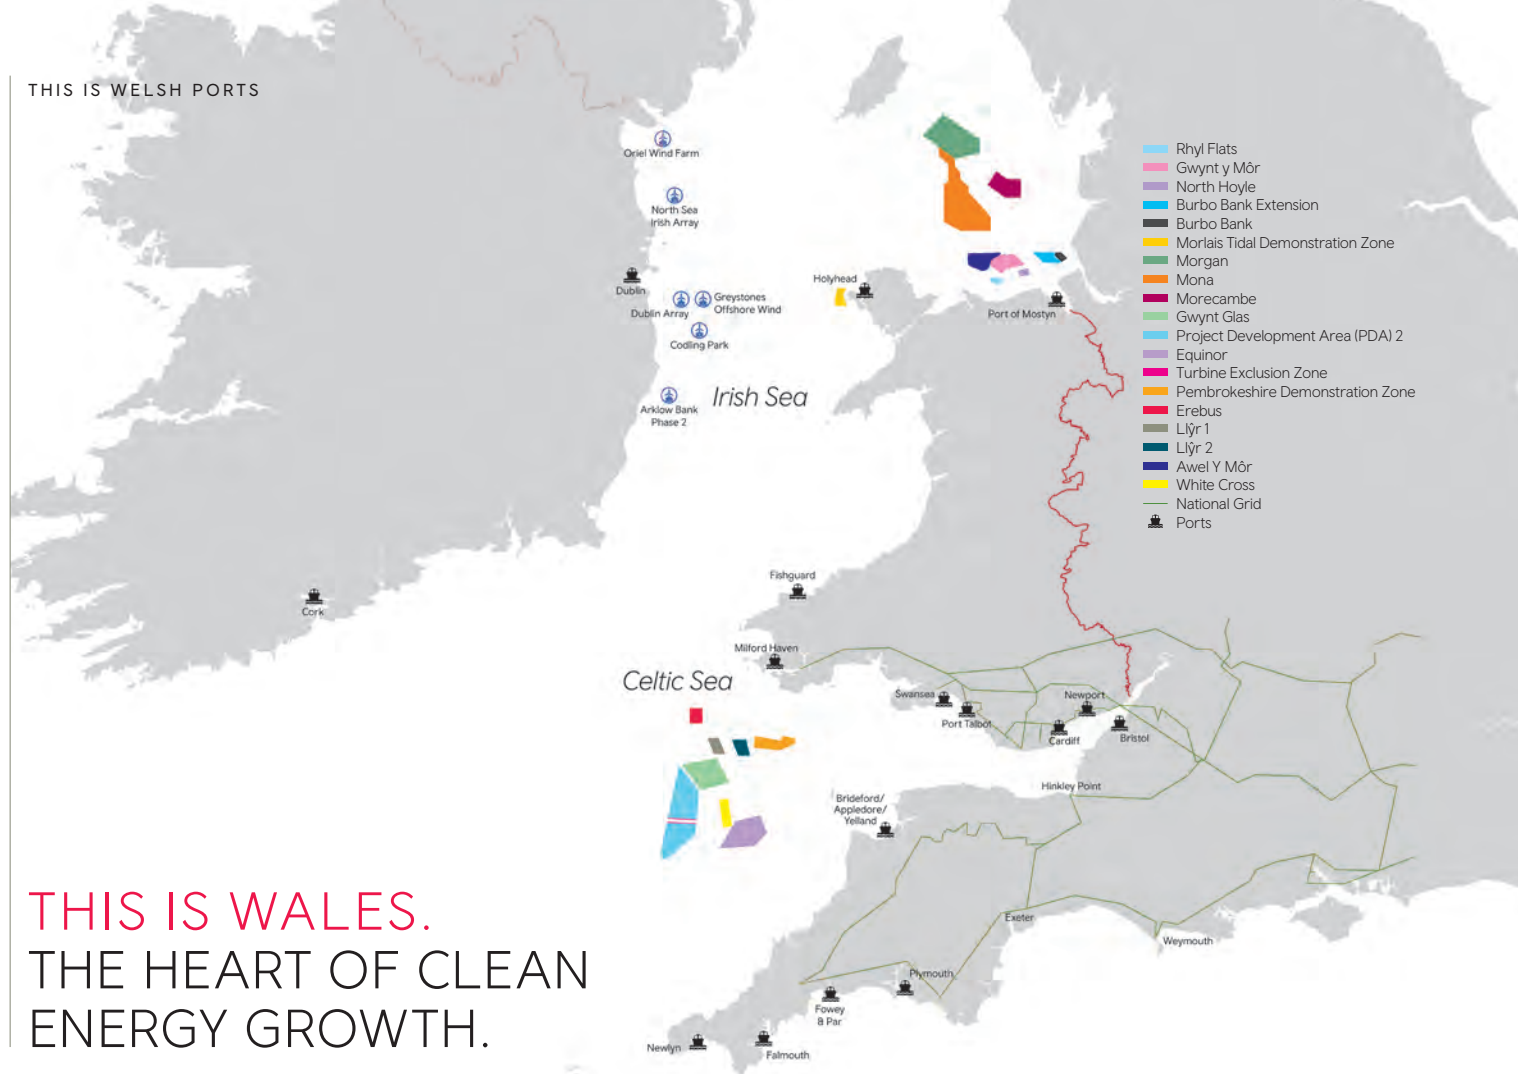 THIS IS WELSH PORTS
Oriel Wind Farm
North Sea
Irish Array
Dublin
Dublin Array
Greystones
Offshore Wind
Codling Park
Arklow Bank
Phase 2
Irish Sea
Holyhead
Port of Mostyn
Rhyl Flats
Gwynt y Môr
North Hoyle
Burbo Bank Extension
Burbo Bank
Morlais Tidal Demonstration Zone
Morgan
Mona
Morecambe
Gwynt Glas
Project Development Area (PDA) 2
Equinor
Turbine Exclusion Zone
Pembrokeshire Demonstration Zone
Erebus
Llŷr 1
Llŷr 2
Awel Y Môr
White Cross
National Grid
Ports
Cork
Fishguard
Milford Haven
Celtic Sea
Swansea
Port Talbot
Newport
Cardiff
Bristol
Hinkley Point
Brideford/
Appledore/
Yelland
Exeter
Weymouth
Plymouth
Fowey
& Par
Newlyn
Falmouth
THIS IS WALES.
THE HEART OF CLEAN
ENERGY GROWTH.